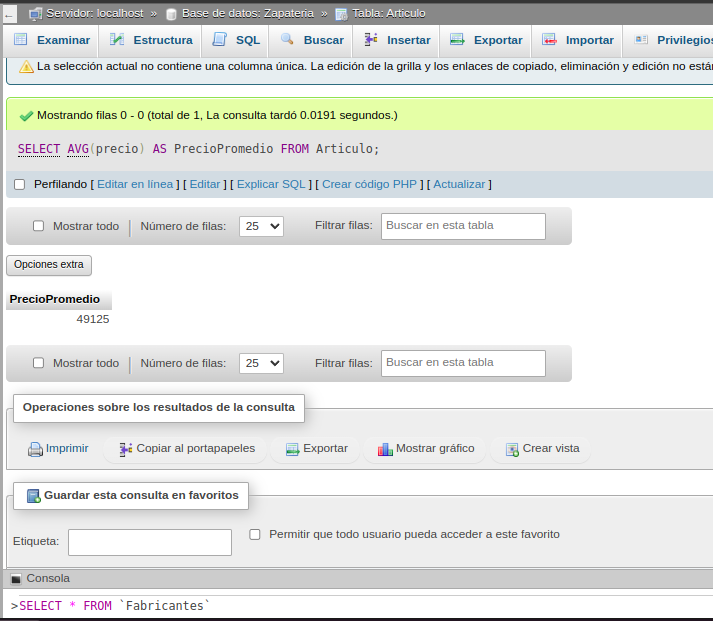 ← Servidor: localhost » Base de datos: Zapateria » Tabla: Articulo
Examinar Estructura SQL Buscar Insertar Exportar Importar Privilegios
La selección actual no contiene una columna única. La edición de la grilla y los enlaces de copiado, eliminación y edición no están
Mostrando filas 0 - 0 (total de 1, La consulta tardó 0.0191 segundos.)
SELECT AVG(precio) AS PrecioPromedio FROM Articulo;
Perfilando [ Editar en línea ] [ Editar ] [ Explicar SQL ] [ Crear código PHP ] [ Actualizar ]
Mostrar todo Número de filas: 25 Filtrar filas: Buscar en esta tabla
Opciones extra
PrecioPromedio
49125
Mostrar todo Número de filas: 25 Filtrar filas: Buscar en esta tabla
Operaciones sobre los resultados de la consulta
Imprimir Copiar al portapapeles Exportar Mostrar gráfico Crear vista
Guardar esta consulta en favoritos
Etiqueta: Permitir que todo usuario pueda acceder a este favorito
Consola
>SELECT * FROM `Fabricantes`